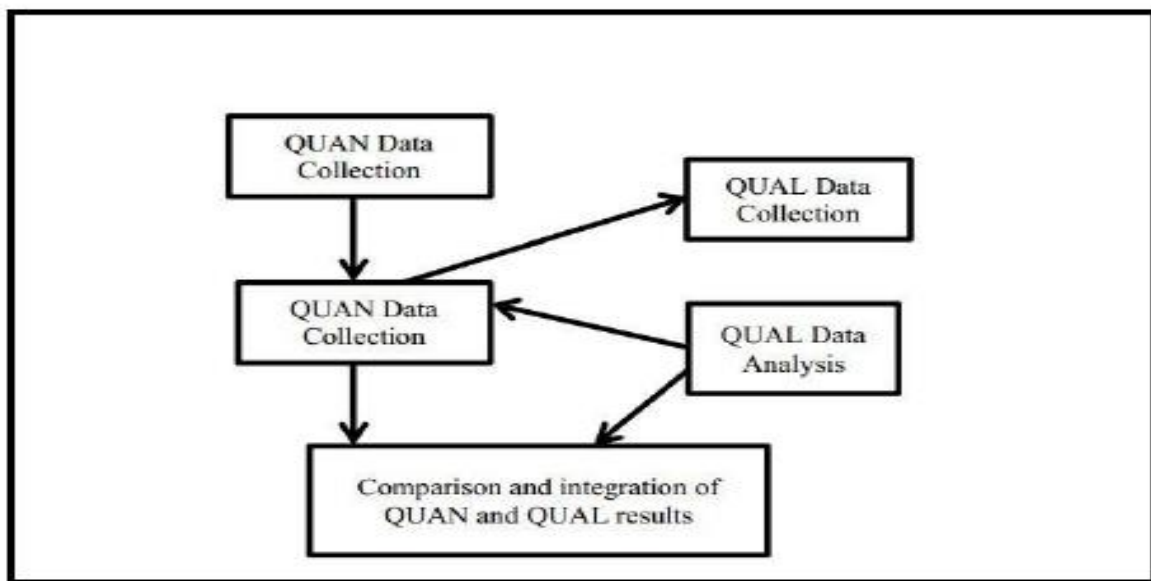 QUAN Data
Collection
QUAL Data
Collection
QUAN Data
Collection
QUAL Data
Analysis
Comparison and integration of
QUAN and QUAL results